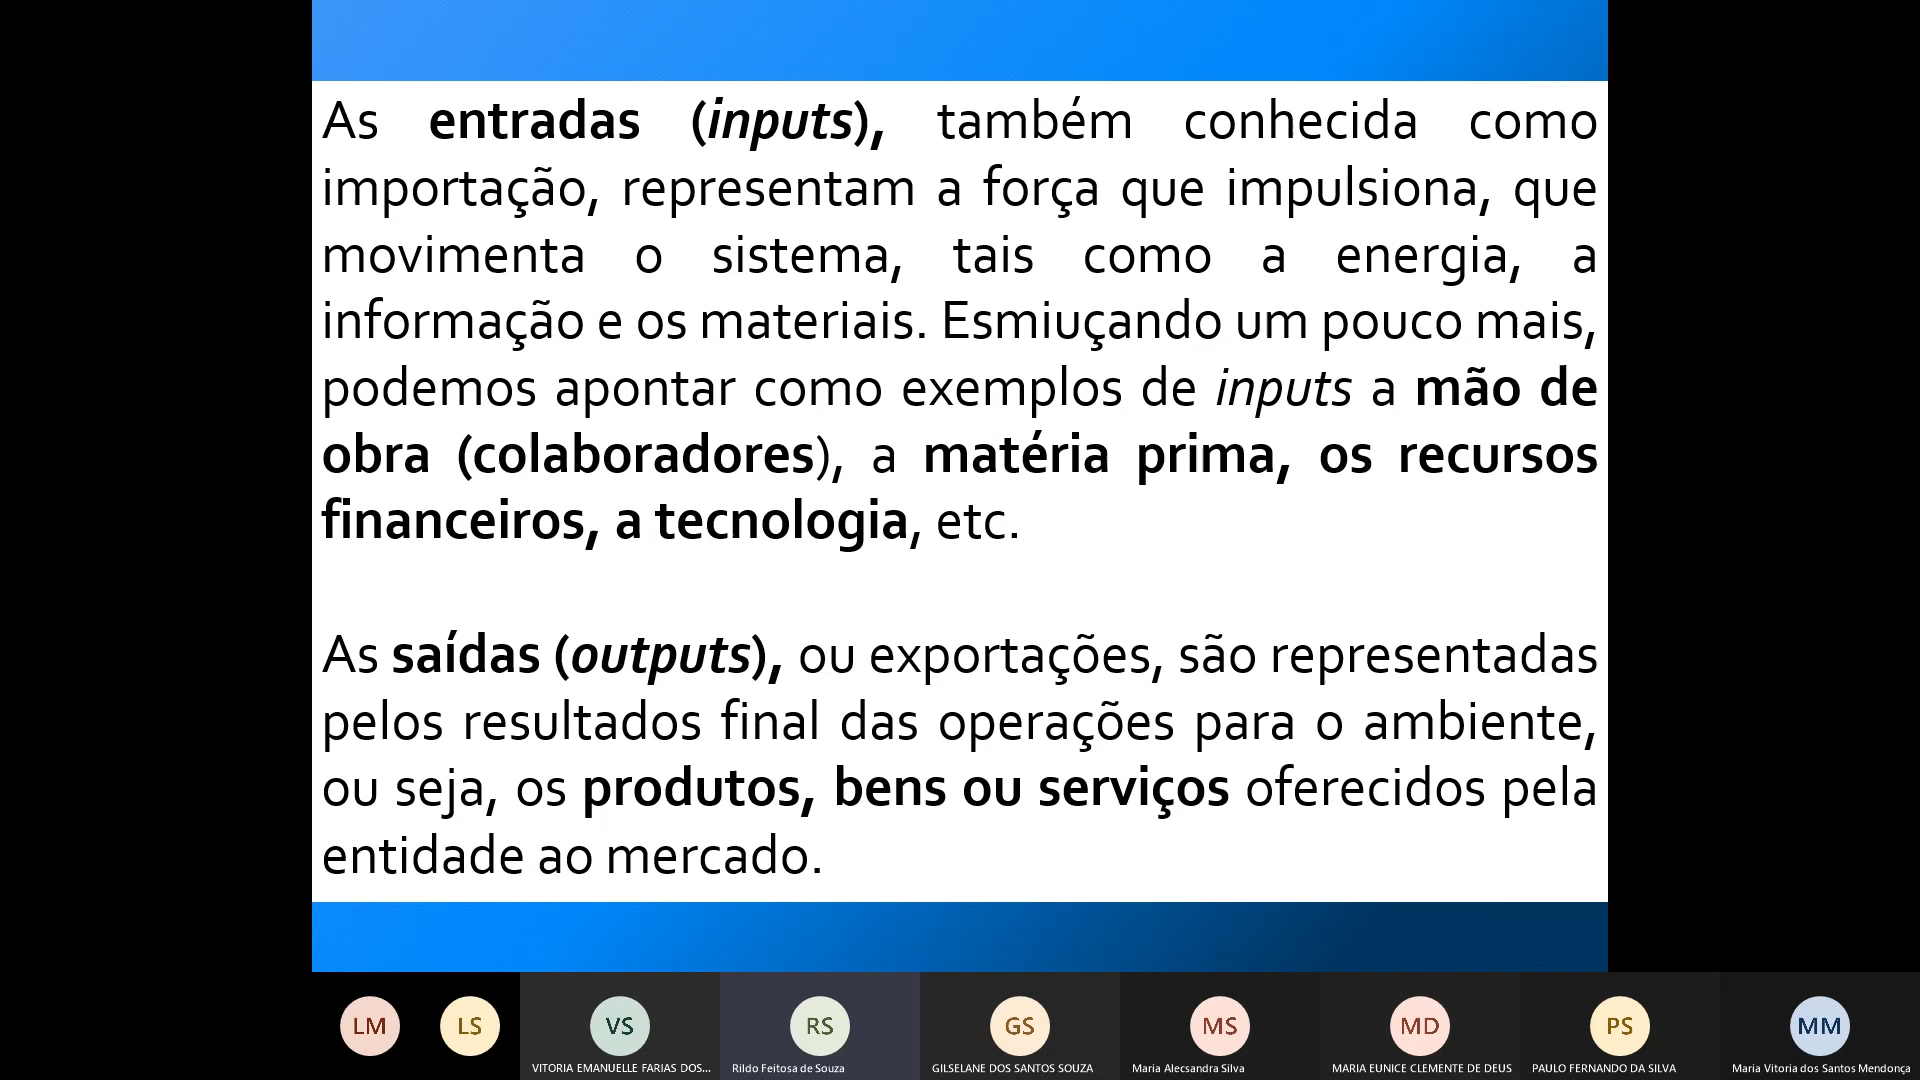 As entradas (inputs), também conhecida como
importação, representam a força que impulsiona, que
movimenta o sistema, tais como a energia, a
informação e os materiais. Esmiuçando um pouco mais,
podemos apontar como exemplos de inputs a mão de
obra (colaboradores), a matéria prima, os recursos
financeiros, a tecnologia, etc.
As saídas (outputs), ou exportações, são representadas
pelos resultados final das operações para o ambiente,
ou seja, os produtos, bens ou serviços oferecidos pela
entidade ao mercado.
LM LS VS RS GS MS MD PS MM
VITORIA EMANUELLE FARIAS DOS... Rildo Feitosa de Souza GILSELANE DOS SANTOS SOUZA Maria Alecsandra Silva MARIA EUNICE CLEMENTE DE DEUS PAULO FERNANDO DA SILVA Maria Vitoria dos Santos Mendonça